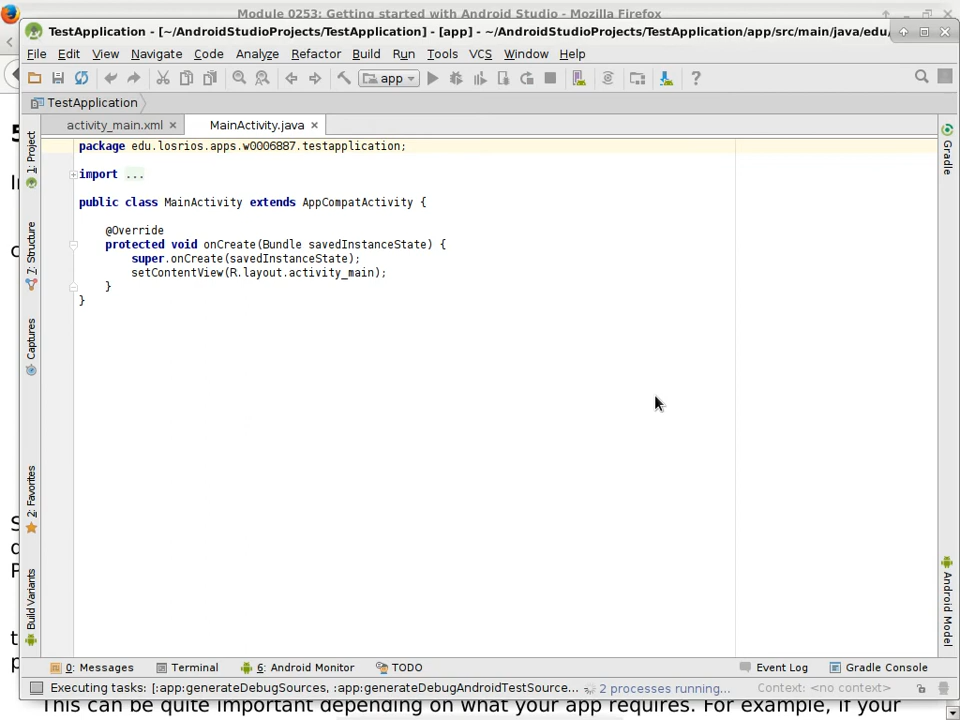 Module 0253: Getting started with Android Studio - Mozilla Firefox
TestApplication - [~/AndroidStudioProjects/TestApplication] - [app] - ~/AndroidStudioProjects/TestApplication/app/src/main/java/edu/
File Edit View Navigate Code Analyze Refactor Build Run Tools VCS Window Help
app
TestApplication
activity_main.xml MainActivity.java
package edu.losrios.apps.w0006887.testapplication;
import ...
public class MainActivity extends AppCompatActivity {
@Override
protected void onCreate(Bundle savedInstanceState) {
super.onCreate(savedInstanceState);
setContentView(R.layout.activity_main);
}
}
1: Project
7: Structure
Captures
2: Favorites
Build Variants
Gradle
Android Model
0: Messages Terminal 6: Android Monitor TODO Event Log Gradle Console
Executing tasks: [:app:generateDebugSources, :app:generateDebugAndroidTestSource... 2 processes running... Context: <no context>
This can be quite important depending on what your app requires. For example, if your